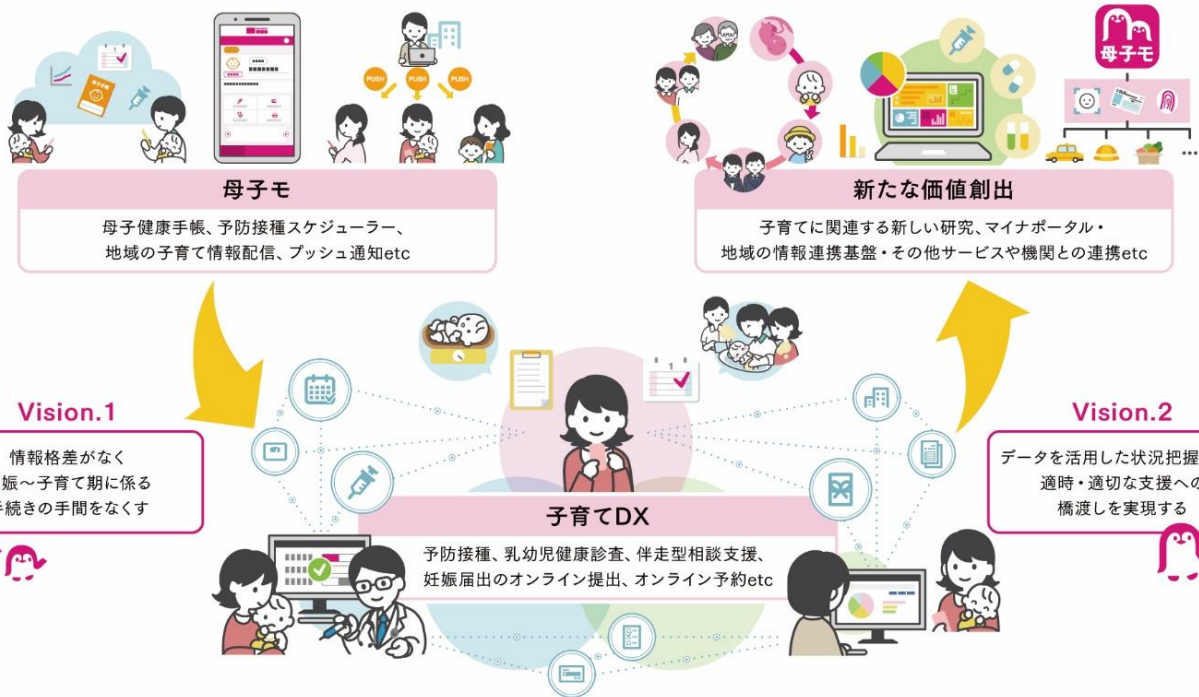 1
PUSH
PUSH
PUSH
母子モ
母子モ
母子健康手帳、予防接種スケジューラー、
地域の子育て情報配信、プッシュ通知etc
新たな価値創出
子育てに関連する新しい研究、マイナポータル・
地域の情報連携基盤・その他サービスや機関との連携etc
1
Vision.1
情報格差がなく
娠～子育て期に係る
続きの手間をなくす
Vision.2
データを活用した状況把握
適時・適切な支援への
橋渡しを実現する
子育てDX
予防接種、乳幼児健康診査、伴走型相談支援、
妊娠届出のオンライン提出、オンライン予約etc